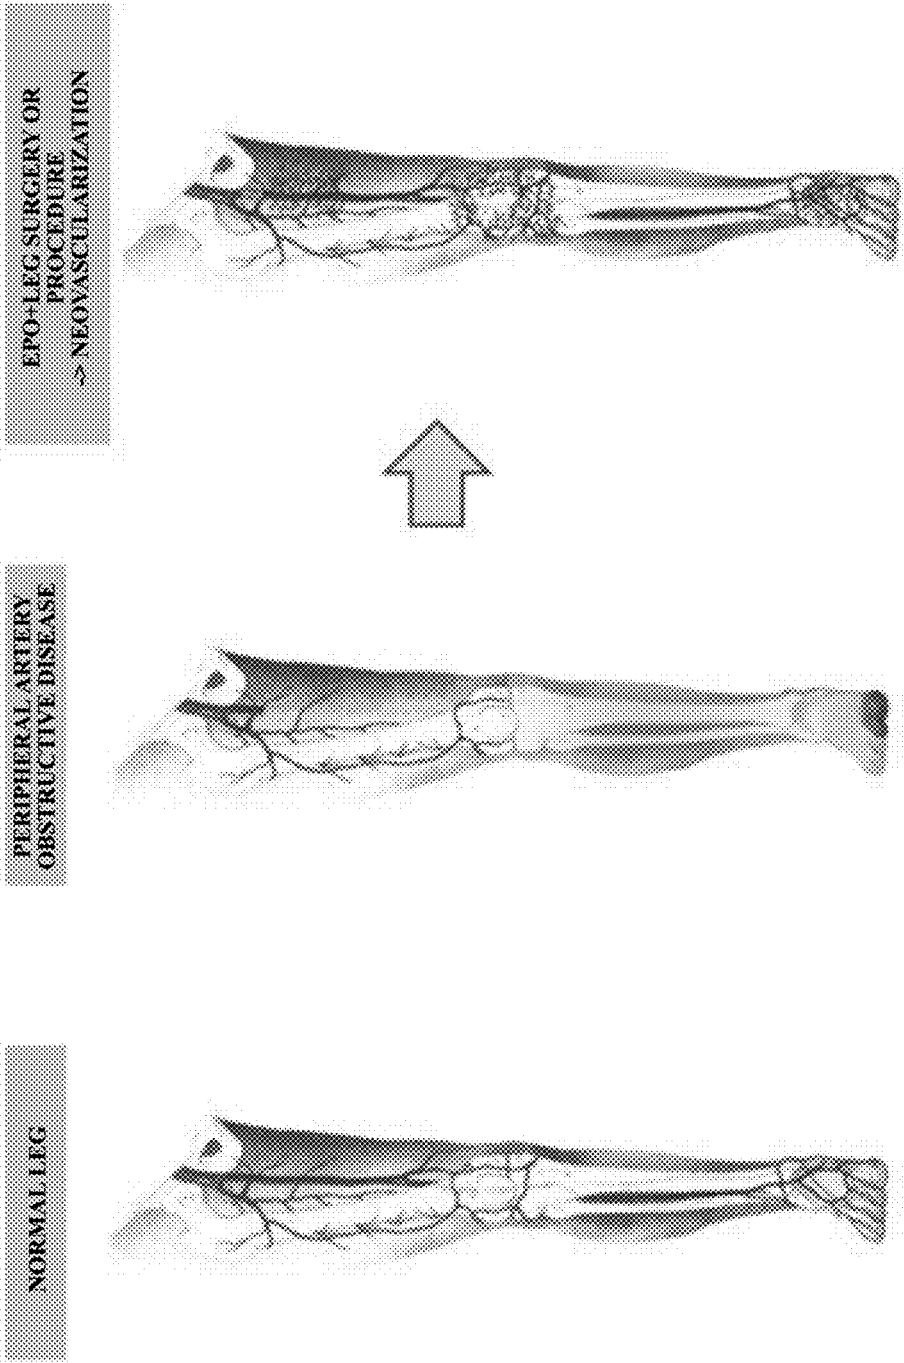 NORMAL LEG
PERIPHERAL ARTERY
OBSTRUCTIVE DISEASE
EPO+LEG SURGERY OR
PROCEDURE
-> NEOVASCULARIZATION